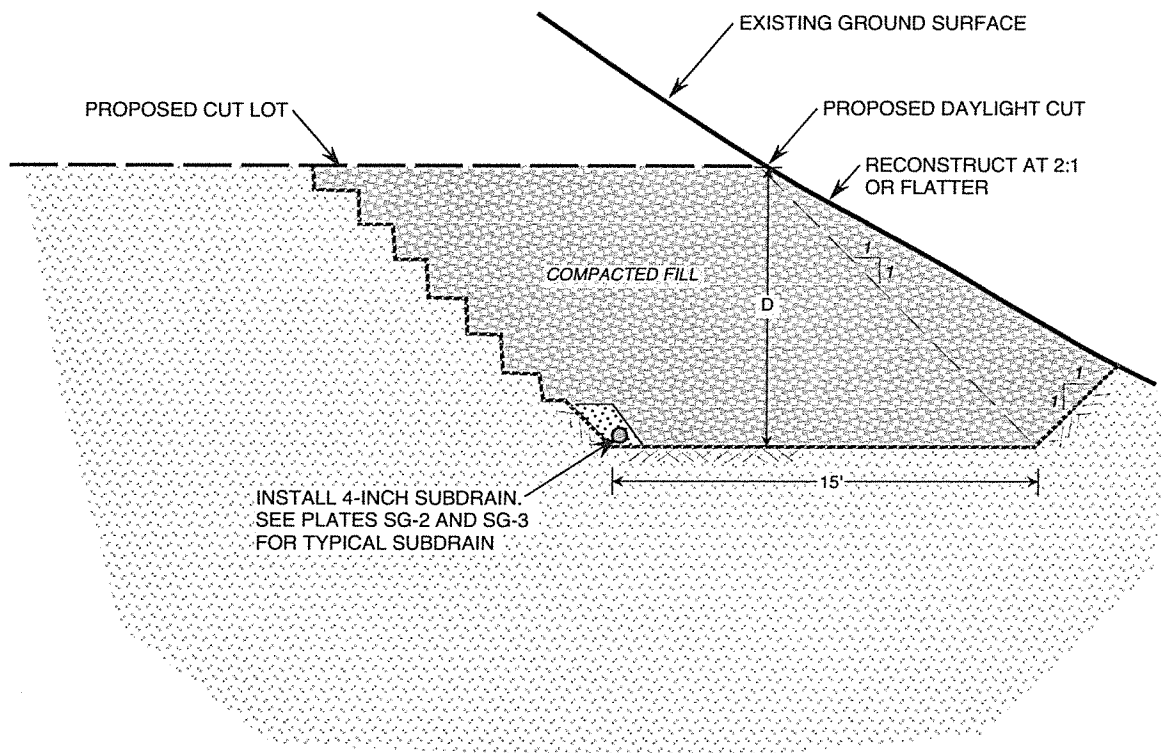 EXISTING GROUND SURFACE
PROPOSED CUT LOT
PROPOSED DAYLIGHT CUT
RECONSTRUCT AT 2:1
OR FLATTER
1
1
COMPACTED FILL
D
1
1
15'
INSTALL 4-INCH SUBDRAIN.
SEE PLATES SG-2 AND SG-3
FOR TYPICAL SUBDRAIN